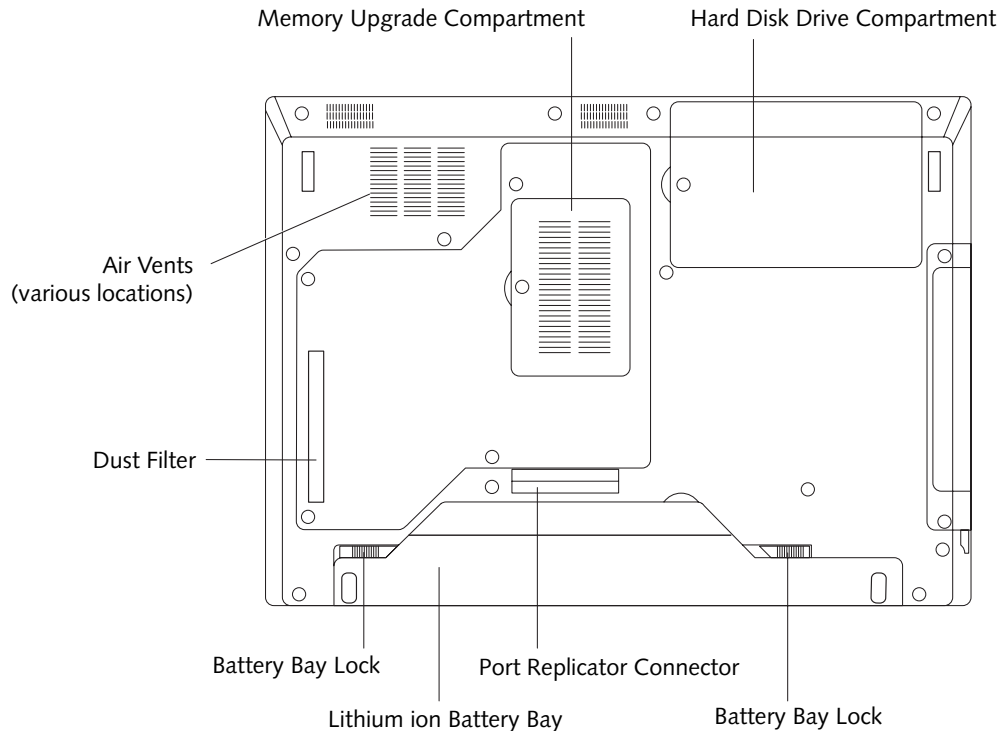 Memory Upgrade Compartment
Hard Disk Drive Compartment
Air Vents
(various locations)
Dust Filter
Battery Bay Lock
Port Replicator Connector
Lithium ion Battery Bay
Battery Bay Lock